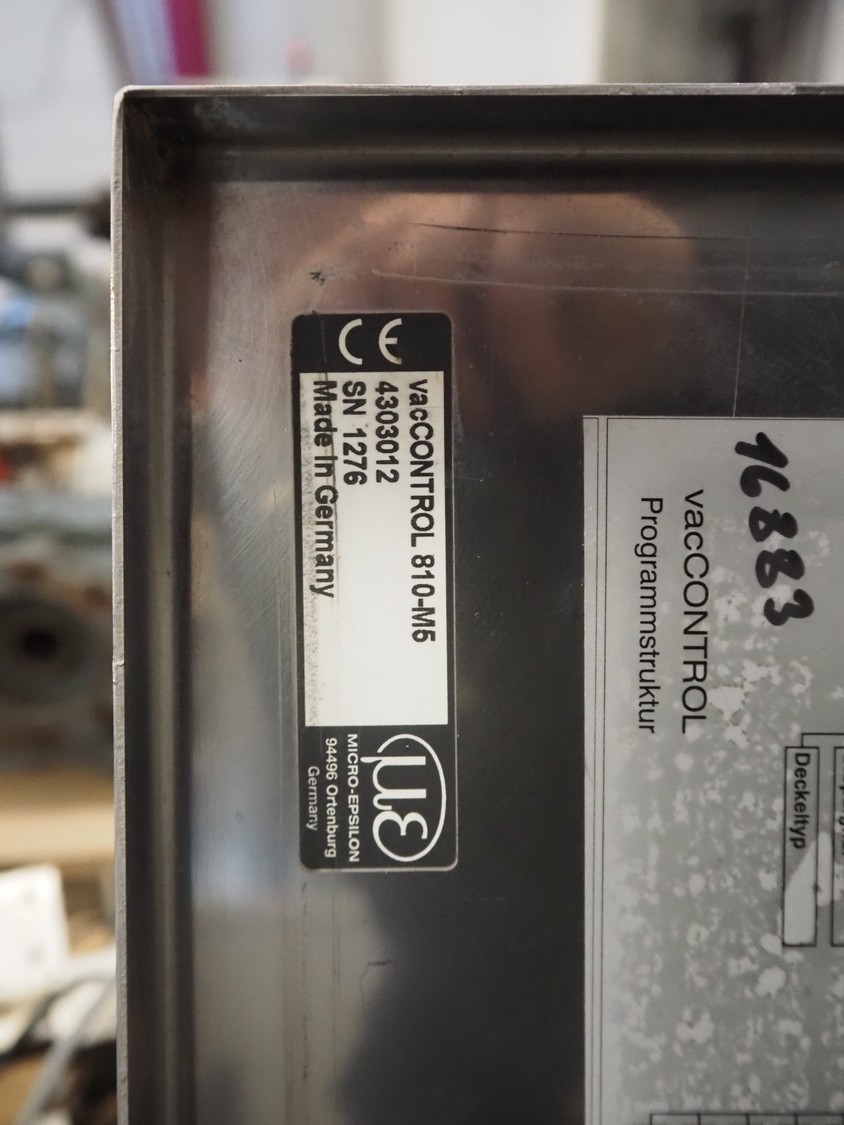 CE
vacCONTROL 810-M5
4303012
SN 1276
Made in Germany
µε
MICRO-EPSILON
94496 Ortenburg
Germany
16883
vacCONTROL
Programmstruktur
Deckeltyp